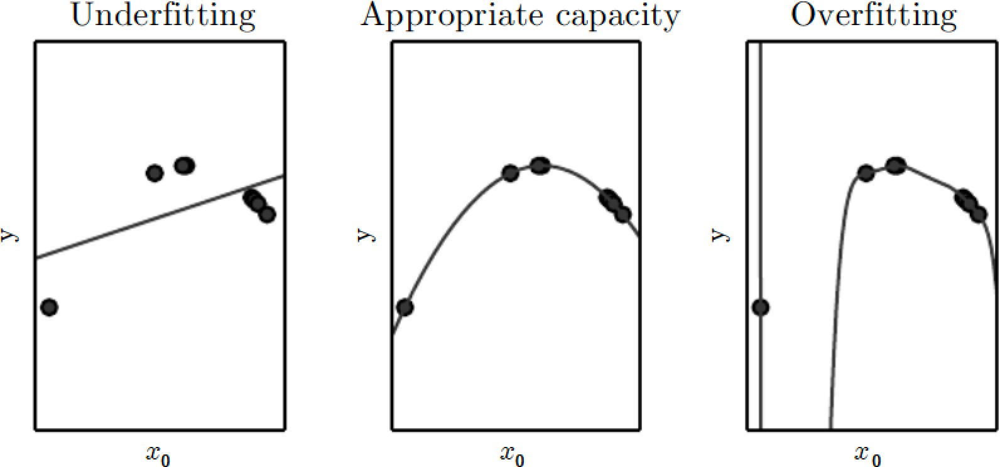 Underfitting
Appropriate capacity
Overfitting
y
y
y
x₀
x₀
x₀